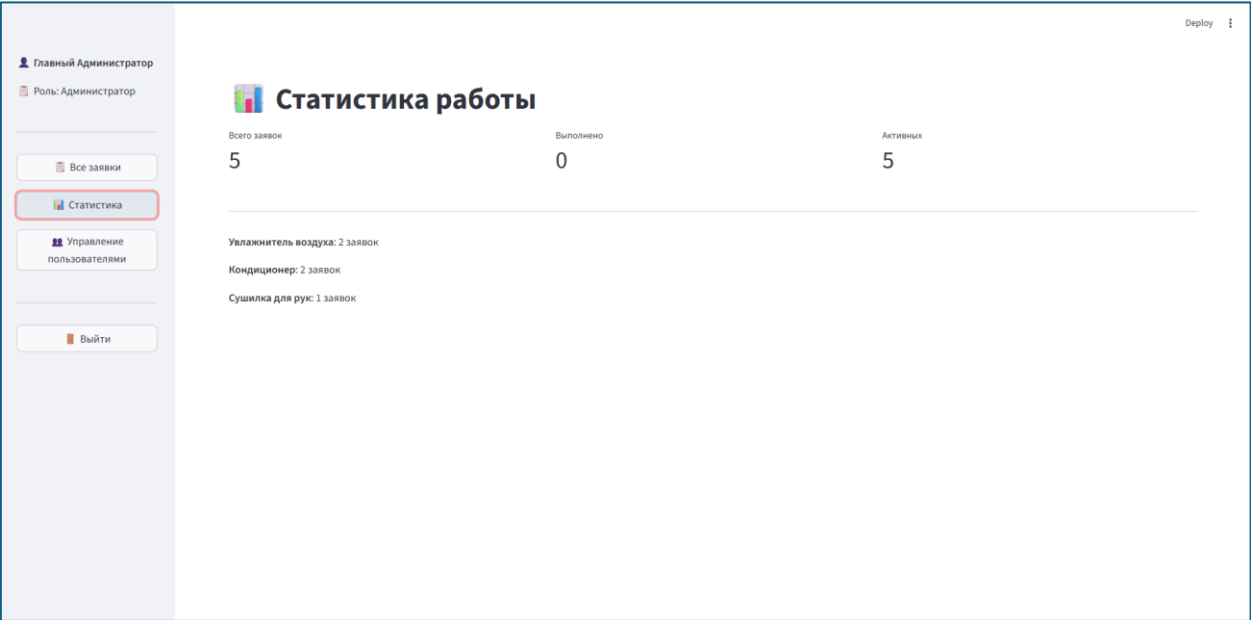 Deploy
Главный Администратор
Роль: Администратор
Все заявки
Статистика
Управление
пользователями
Выйти
Статистика работы
Всего заявок
5
Выполнено
0
Активных
5
Увлажнитель воздуха: 2 заявок
Кондиционер: 2 заявок
Сушилка для рук: 1 заявок